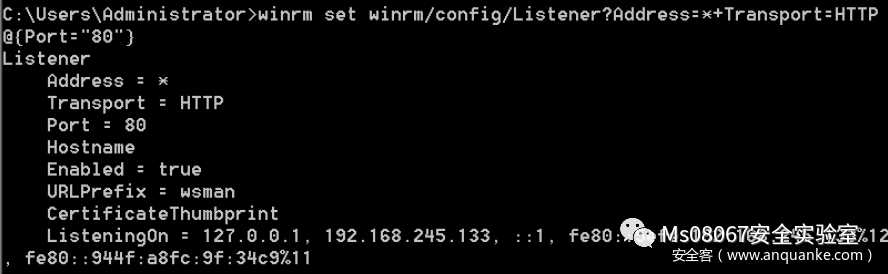 C:\Users\Administrator>winrm set winrm/config/Listener?Address=*+Transport=HTTP
@{Port="80"}
Listener
    Address = *
    Transport = HTTP
    Port = 80
    Hostname
    Enabled = true
    URLPrefix = wsman
    CertificateThumbprint
    ListeningOn = 127.0.0.1, 192.168.245.133, ::1, %12
, fe80::944f:a8fc:9f:34c9%11
Ms08067安全实验室
安全客（www.anquanke.com）